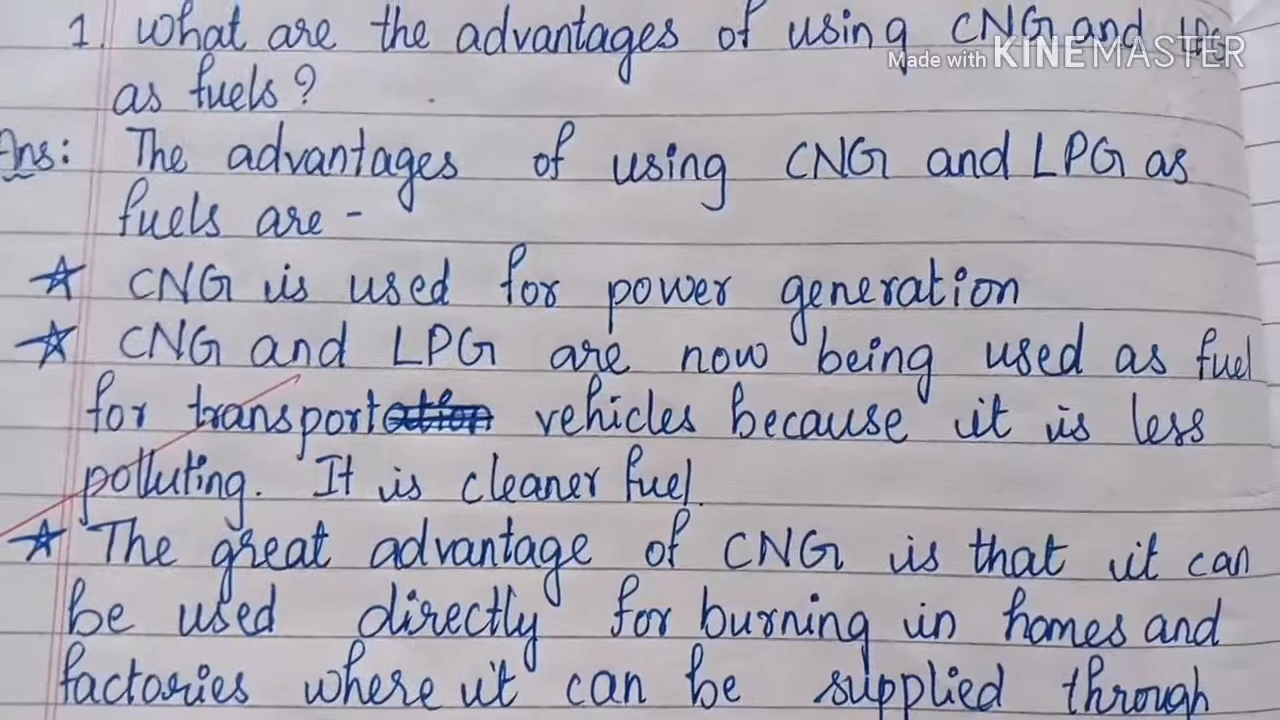 1. What are the advantages of using CNG and LPG
Made with KINEMASTER
as fuels?
Ans: The advantages of using CNG and LPG as
fuels are -
☆ CNG is used for power generation
☆ CNG and LPG are now being used as fuel
for transport vehicles because it is less
polluting. It is cleaner fuel.
☆ The great advantage of CNG is that it can
be used directly for burning in homes and
factories where it can be supplied through